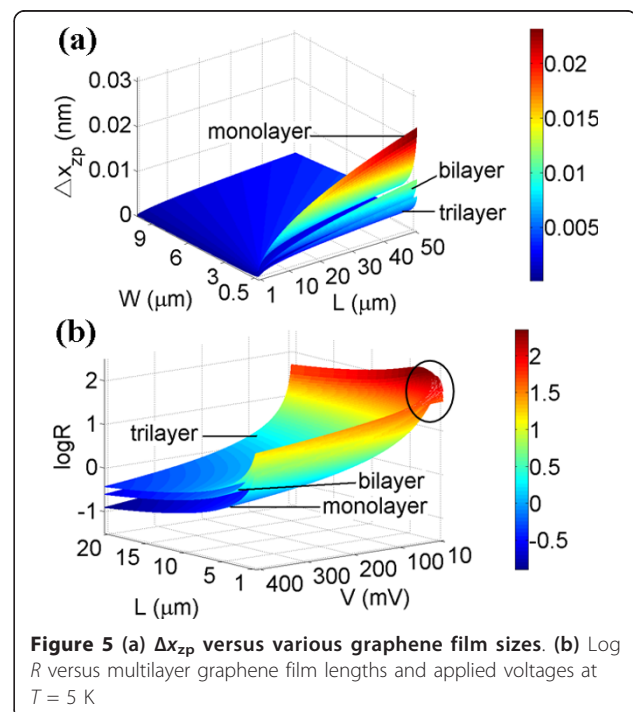 (a)
0.03
0.02
0.01
0
Δx_zp (nm)
monolayer
bilayer
trilayer
9
6
3
0.5
W (μm)
1
10
20
30
40
50
L (μm)
0.02
0.015
0.01
0.005
(b)
2
1
0
-1
logR
trilayer
bilayer
monolayer
20
15
10
5
1
L (μm)
400
300
200
100
10
V (mV)
2
1.5
1
0.5
0
-0.5
Figure 5 (a) Δx_zp versus various graphene film sizes. (b) Log
R versus multilayer graphene film lengths and applied voltages at
T = 5 K